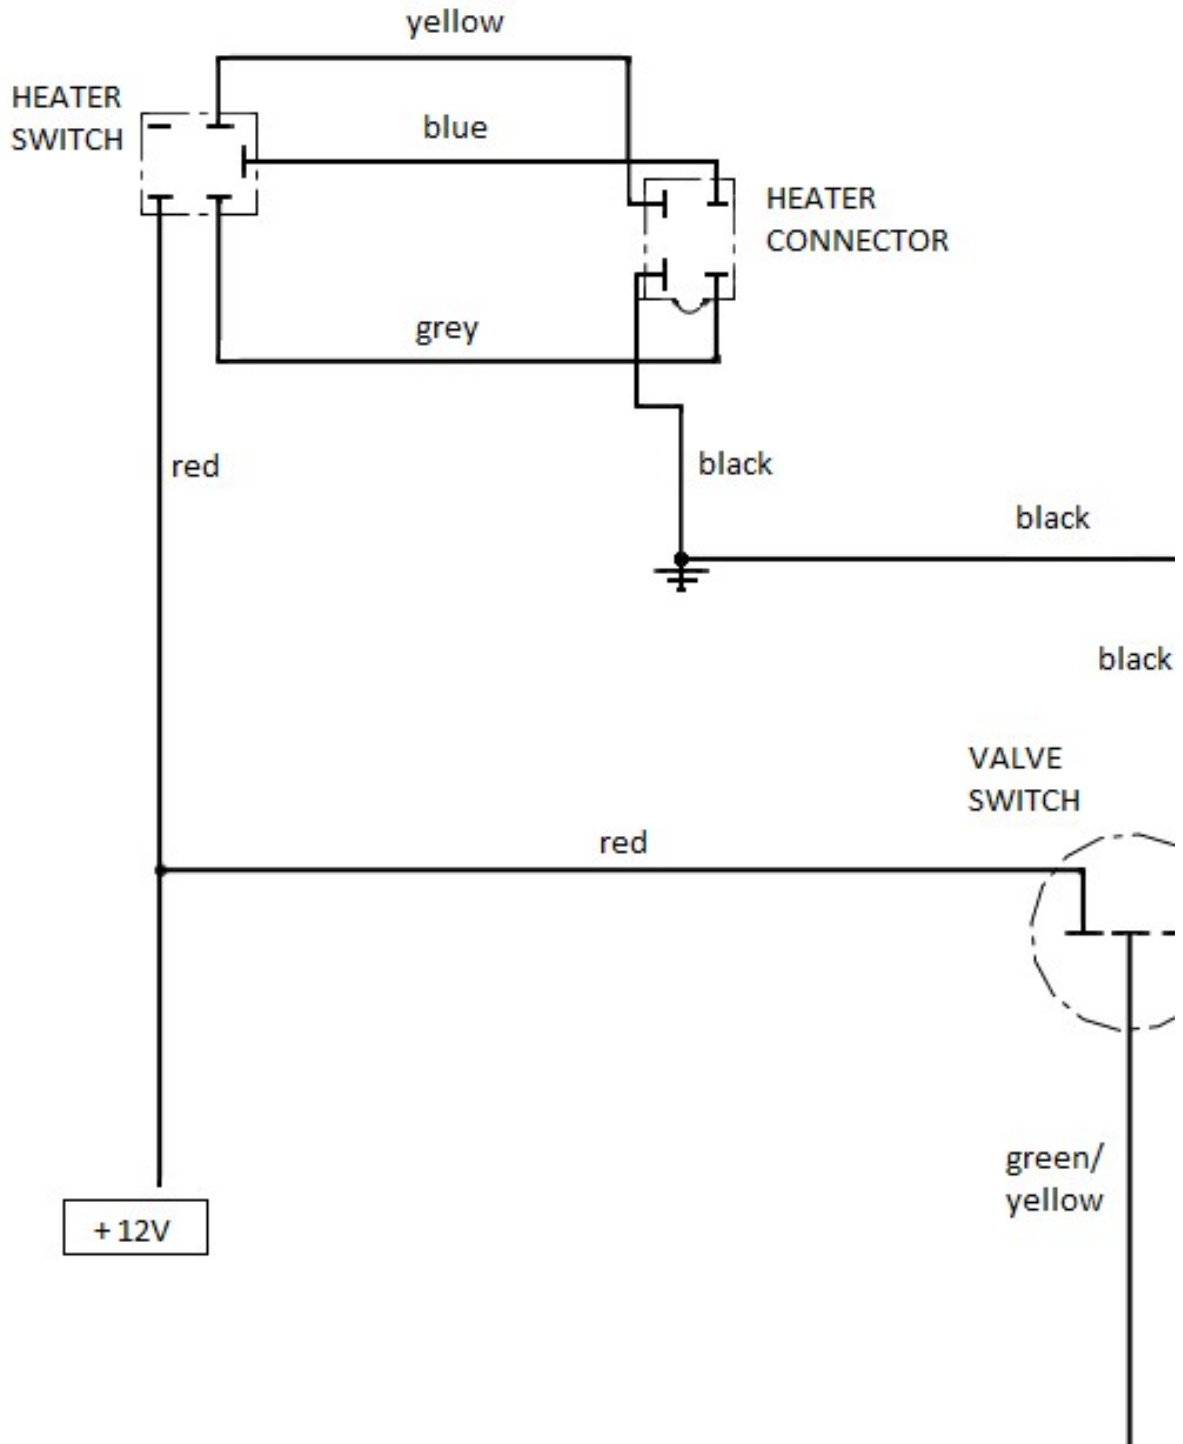 yellow
HEATER
SWITCH
blue
HEATER
CONNECTOR
grey
red
black
black
black
VALVE
SWITCH
red
green/
yellow
+ 12V